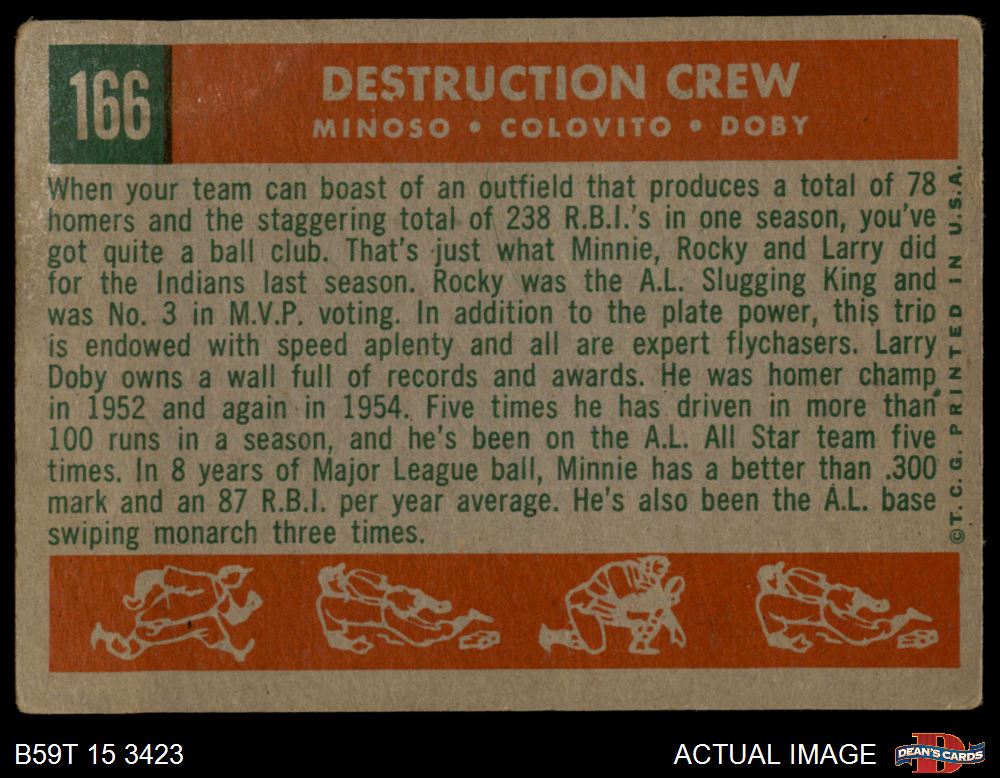 166
DESTRUCTION CREW
MINOSO • COLOVITO • DOBY
When your team can boast of an outfield that produces a total of 78
homers and the staggering total of 238 R.B.I.'s in one season, you've
got quite a ball club. That's just what Minnie, Rocky and Larry did
for the Indians last season. Rocky was the A.L. Slugging King and
was No. 3 in M.V.P. voting. In addition to the plate power, this trio
is endowed with speed aplenty and all are expert flychasers. Larry
Doby owns a wall full of records and awards. He was homer champ
in 1952 and again in 1954. Five times he has driven in more than
100 runs in a season, and he's been on the A.L. All Star team five
times. In 8 years of Major League ball, Minnie has a better than .300
mark and an 87 R.B.I. per year average. He's also been the A.L. base
swiping monarch three times.
©T. C. G. PRINTED IN U.S.A.
B59T 15 3423
ACTUAL IMAGE
DEAN'S CARDS